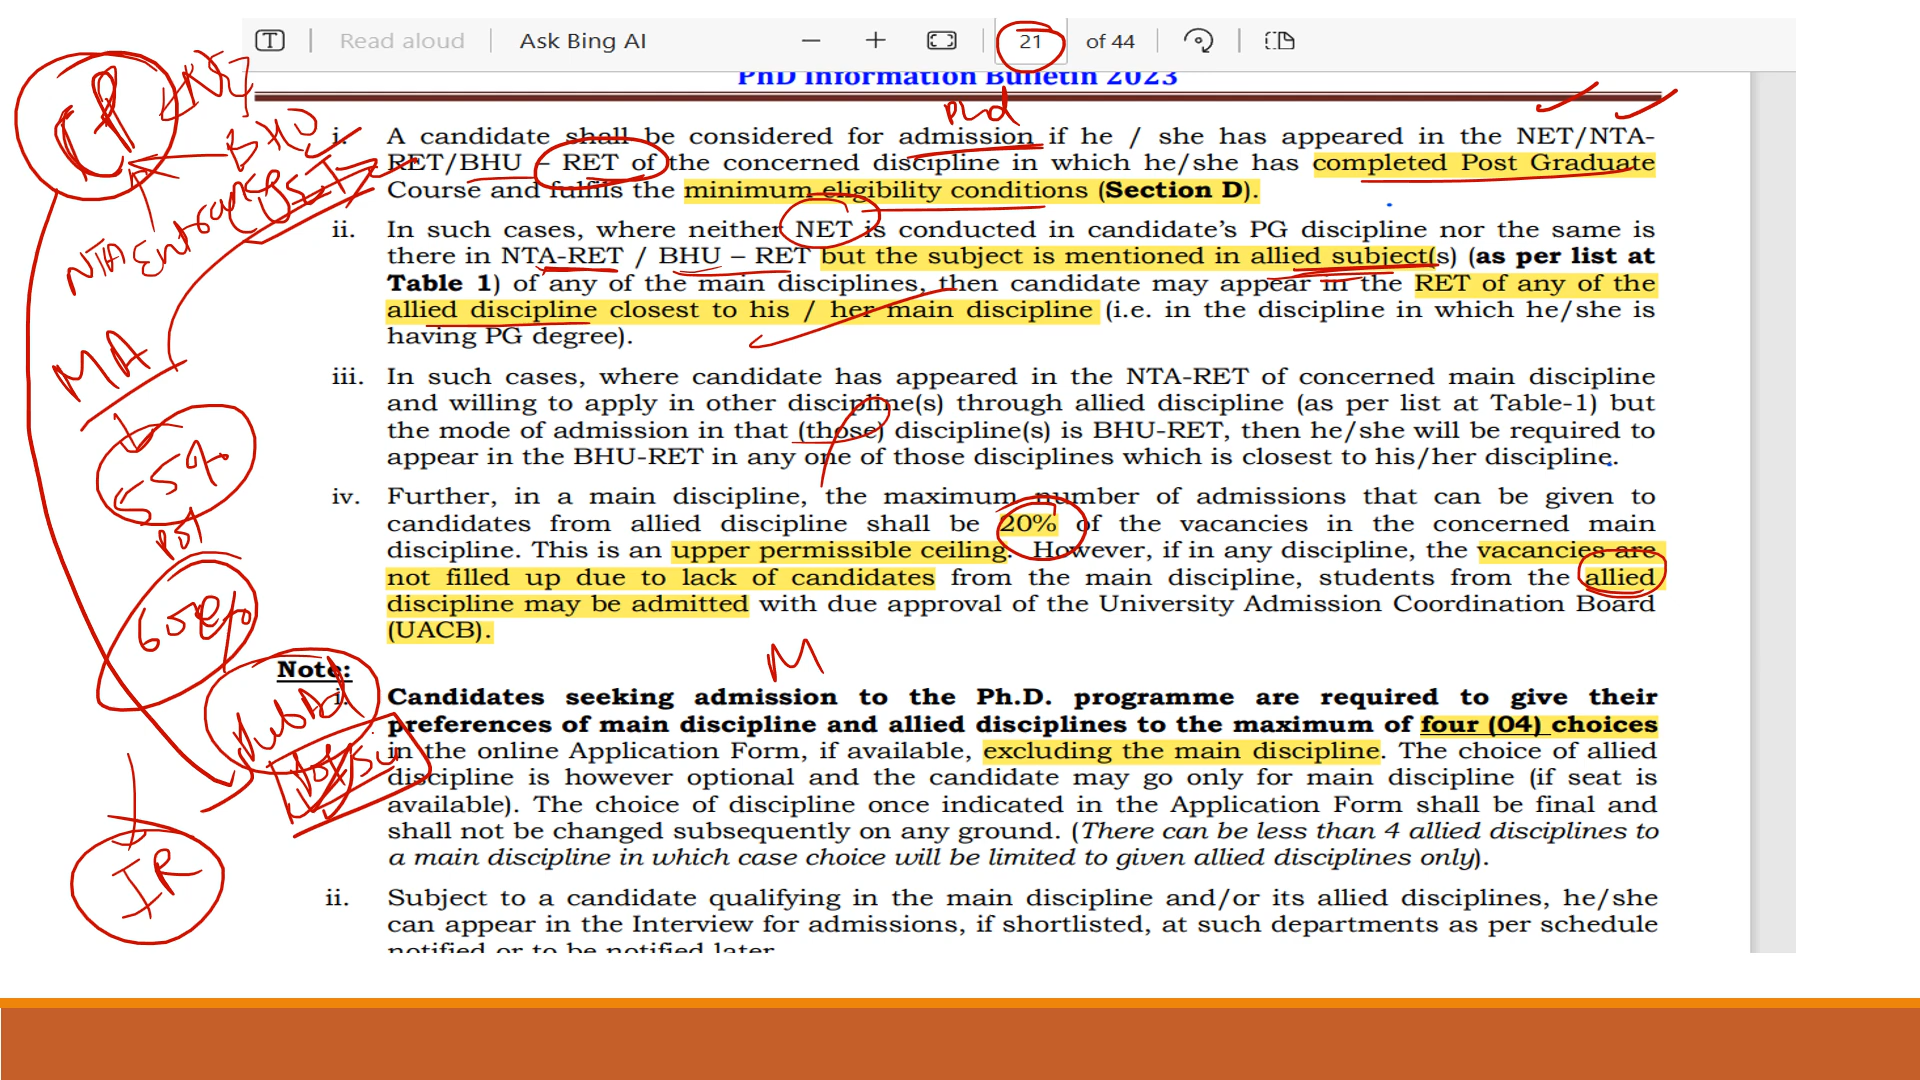 Read aloud Ask Bing AI 21 of 44
PhD Information Bulletin 2023
Phd
i. A candidate shall be considered for admission if he / she has appeared in the NET/NTA-
RET/BHU – RET of the concerned discipline in which he/she has completed Post Graduate
Course and fulfils the minimum eligibility conditions (Section D).
ii. In such cases, where neither NET is conducted in candidate's PG discipline nor the same is
there in NTA-RET / BHU – RET but the subject is mentioned in allied subject(s) (as per list at
Table 1) of any of the main disciplines, then candidate may appear in the RET of any of the
allied discipline closest to his / her main discipline (i.e. in the discipline in which he/she is
having PG degree).
iii. In such cases, where candidate has appeared in the NTA-RET of concerned main discipline
and willing to apply in other discipline(s) through allied discipline (as per list at Table-1) but
the mode of admission in that (those) discipline(s) is BHU-RET, then he/she will be required to
appear in the BHU-RET in any one of those disciplines which is closest to his/her discipline.
iv. Further, in a main discipline, the maximum number of admissions that can be given to
candidates from allied discipline shall be 20% of the vacancies in the concerned main
discipline. This is an upper permissible ceiling. However, if in any discipline, the vacancies are
not filled up due to lack of candidates from the main discipline, students from the allied
discipline may be admitted with due approval of the University Admission Coordination Board
(UACB).
M
Note:
i. Candidates seeking admission to the Ph.D. programme are required to give their
preferences of main discipline and allied disciplines to the maximum of four (04) choices
in the online Application Form, if available, excluding the main discipline. The choice of allied
discipline is however optional and the candidate may go only for main discipline (if seat is
available). The choice of discipline once indicated in the Application Form shall be final and
shall not be changed subsequently on any ground. (There can be less than 4 allied disciplines to
a main discipline in which case choice will be limited to given allied disciplines only).
ii. Subject to a candidate qualifying in the main discipline and/or its allied disciplines, he/she
can appear in the Interview for admissions, if shortlisted, at such departments as per schedule
notified or to be notified later.
BHU
NTA Entrance
MA
IR